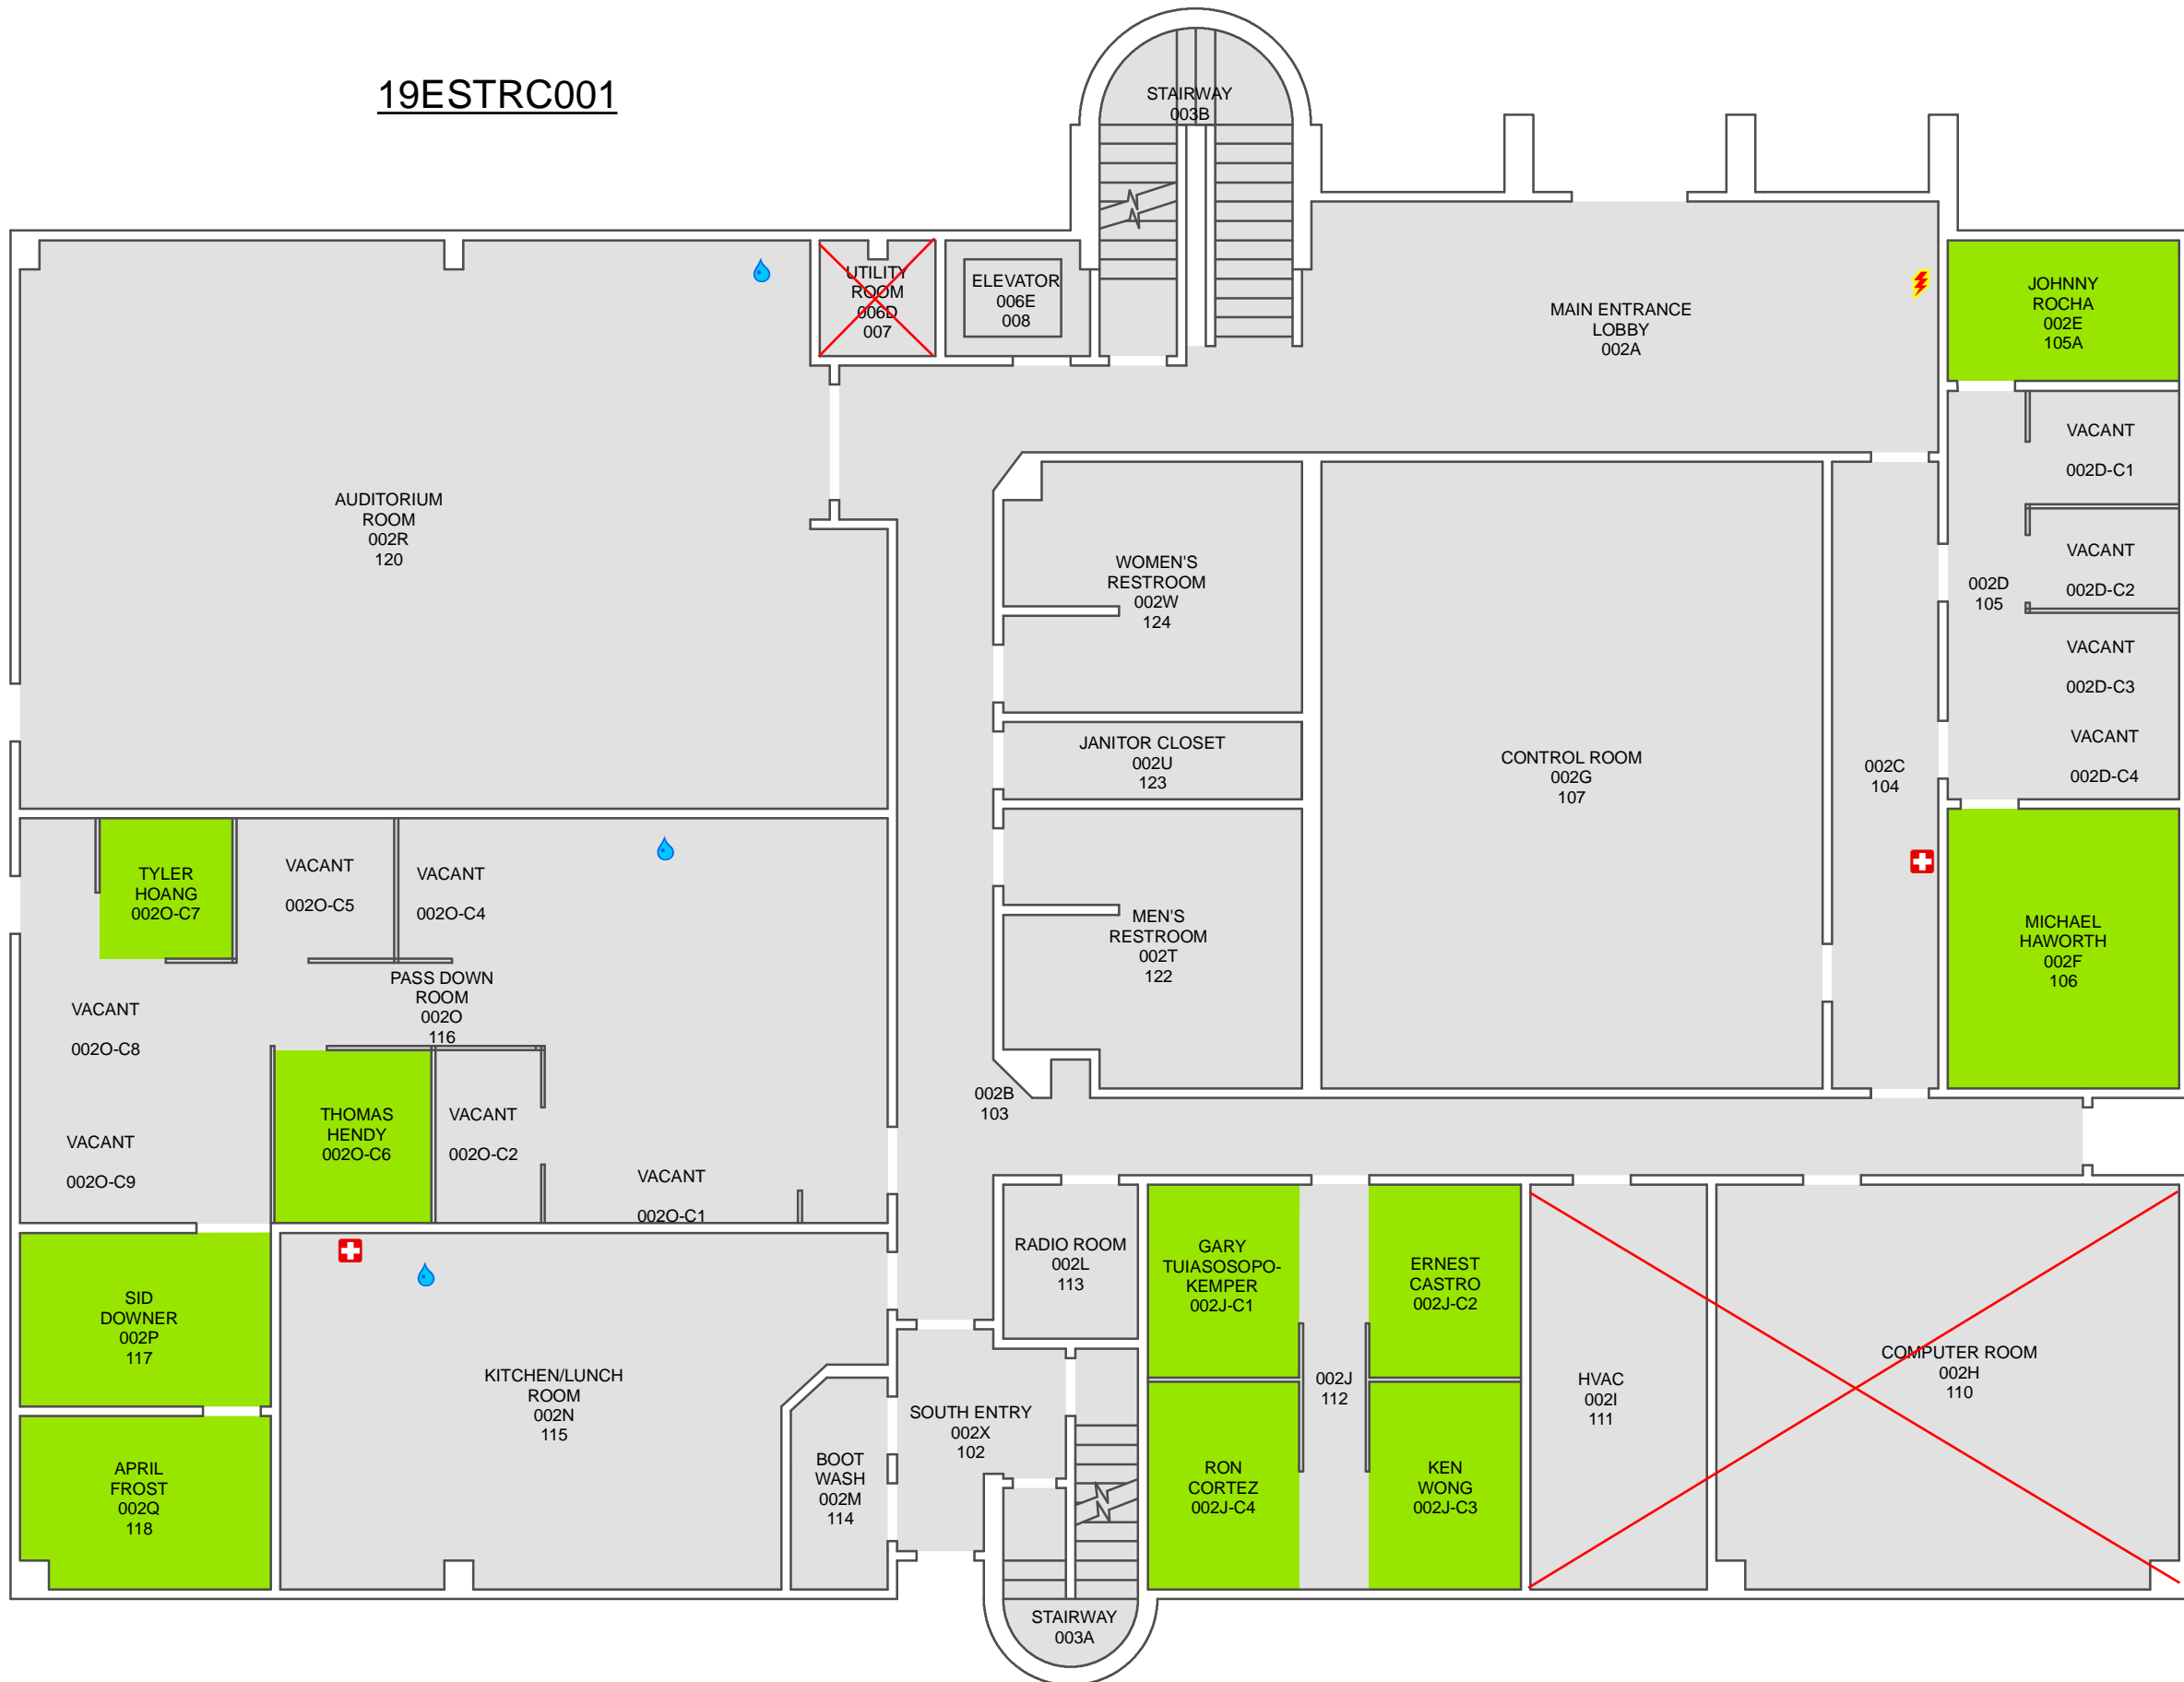 19ESTRC001
STAIRWAY
003B
UTILITY
ROOM
006D
007
ELEVATOR
006E
008
MAIN ENTRANCE
LOBBY
002A
JOHNNY
ROCHA
002E
105A
AUDITORIUM
ROOM
002R
120
WOMEN'S
RESTROOM
002W
124
JANITOR CLOSET
002U
123
MEN'S
RESTROOM
002T
122
CONTROL ROOM
002G
107
002C
104
002D
105
VACANT
002D-C1
VACANT
002D-C2
VACANT
002D-C3
VACANT
002D-C4
MICHAEL
HAWORTH
002F
106
TYLER
HOANG
002O-C7
VACANT
002O-C5
VACANT
002O-C4
PASS DOWN
ROOM
002O
116
VACANT
002O-C8
VACANT
002O-C9
THOMAS
HENDY
002O-C6
VACANT
002O-C2
VACANT
002O-C1
002B
103
SID
DOWNER
002P
117
APRIL
FROST
002Q
118
KITCHEN/LUNCH
ROOM
002N
115
BOOT
WASH
002M
114
SOUTH ENTRY
002X
102
RADIO ROOM
002L
113
STAIRWAY
003A
GARY
TUIASOSOPO-
KEMPER
002J-C1
ERNEST
CASTRO
002J-C2
002J
112
RON
CORTEZ
002J-C4
KEN
WONG
002J-C3
HVAC
002I
111
COMPUTER ROOM
002H
110